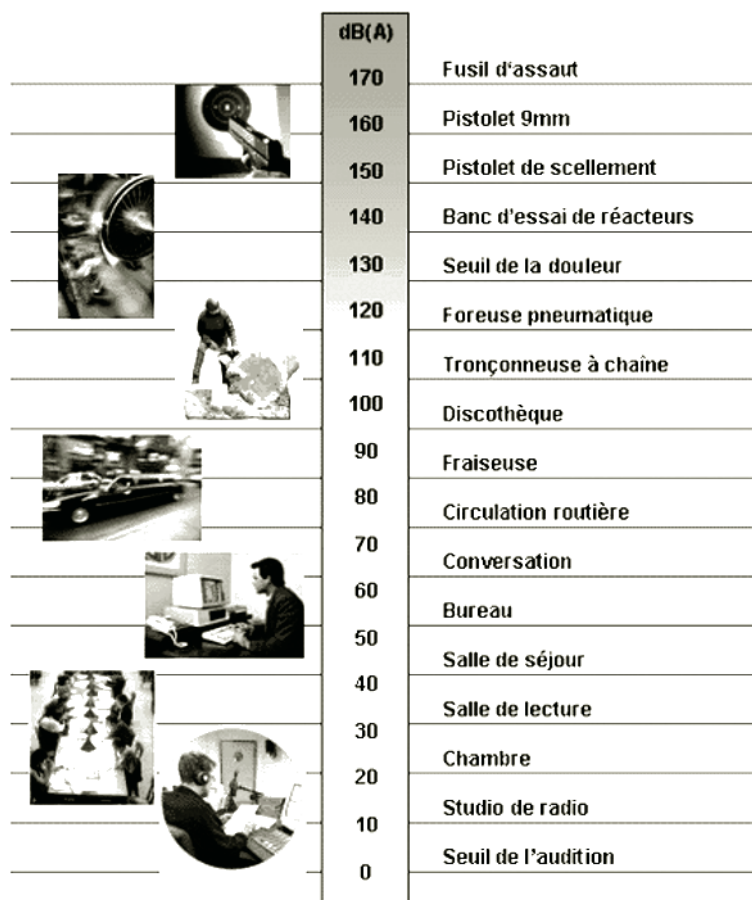 dB(A)
170 Fusil d'assaut
160 Pistolet 9mm
150 Pistolet de scellement
140 Banc d'essai de réacteurs
130 Seuil de la douleur
120 Foreuse pneumatique
110 Tronçonneuse à chaîne
100 Discothèque
90 Fraiseuse
80 Circulation routière
70 Conversation
60 Bureau
50 Salle de séjour
40 Salle de lecture
30 Chambre
20 Studio de radio
10 Seuil de l'audition
0